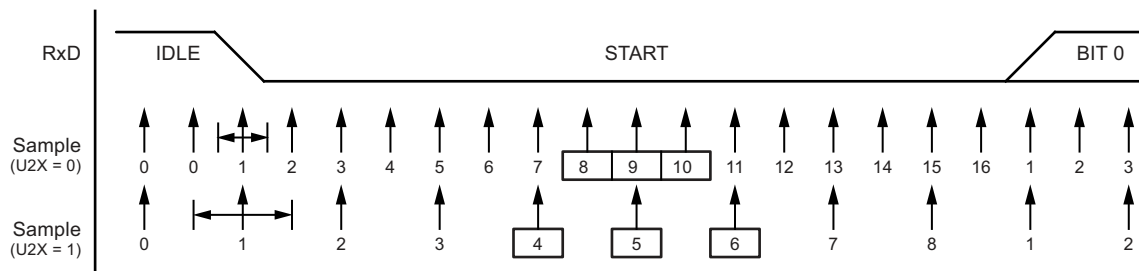 RxD IDLE START BIT 0
Sample
(U2X = 0)
0 0 1 2 3 4 5 6 7 8 9 10 11 12 13 14 15 16 1 2 3
Sample
(U2X = 1)
0 1 2 3 4 5 6 7 8 1 2